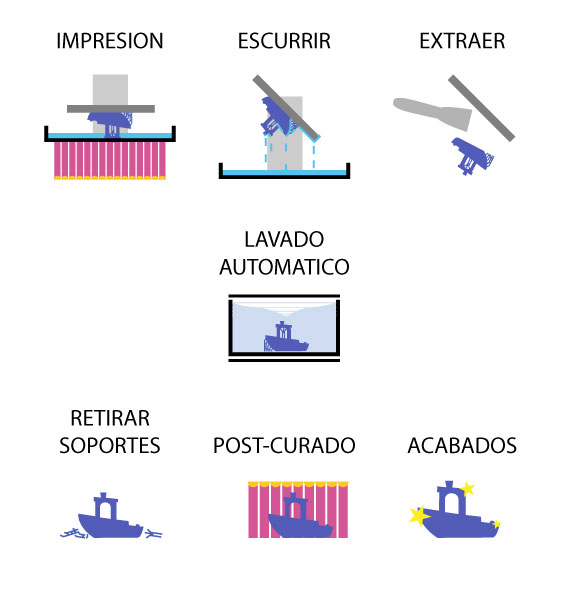 IMPRESION
ESCURRIR
EXTRAER
LAVADO
AUTOMATICO
RETIRAR
SOPORTES
POST-CURADO
ACABADOS